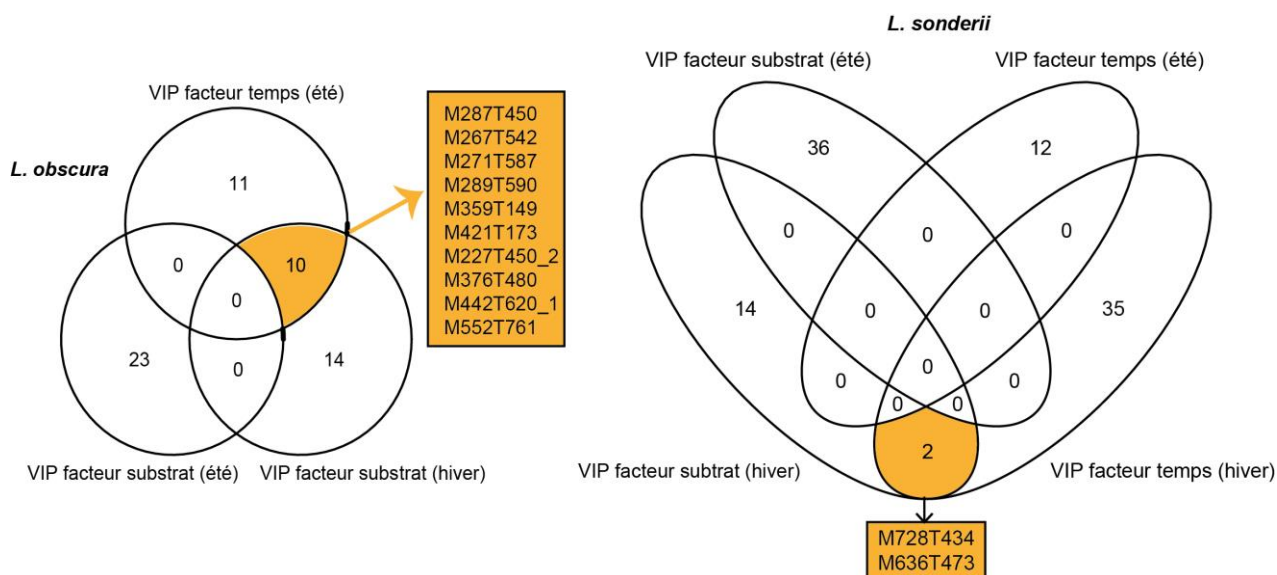 L. obscura
VIP facteur temps (été)
11
0
10
0
23
0
14
VIP facteur substrat (été)
VIP facteur substrat (hiver)
M287T450
M267T542
M271T587
M289T590
M359T149
M421T173
M227T450_2
M376T480
M442T620_1
M552T761
L. sonderii
VIP facteur substrat (été)
VIP facteur temps (été)
36
12
0
0
0
14
0
0
35
0
0
0
0
0
2
VIP facteur subtrat (hiver)
VIP facteur temps (hiver)
M728T434
M636T473